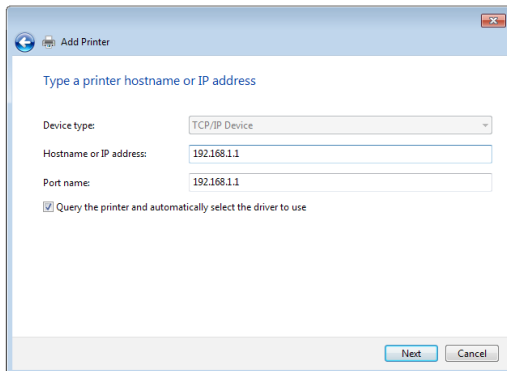 Add Printer
Type a printer hostname or IP address
Device type: TCP/IP Device
Hostname or IP address: 192.168.1.1
Port name: 192.168.1.1
Query the printer and automatically select the driver to use
Next Cancel